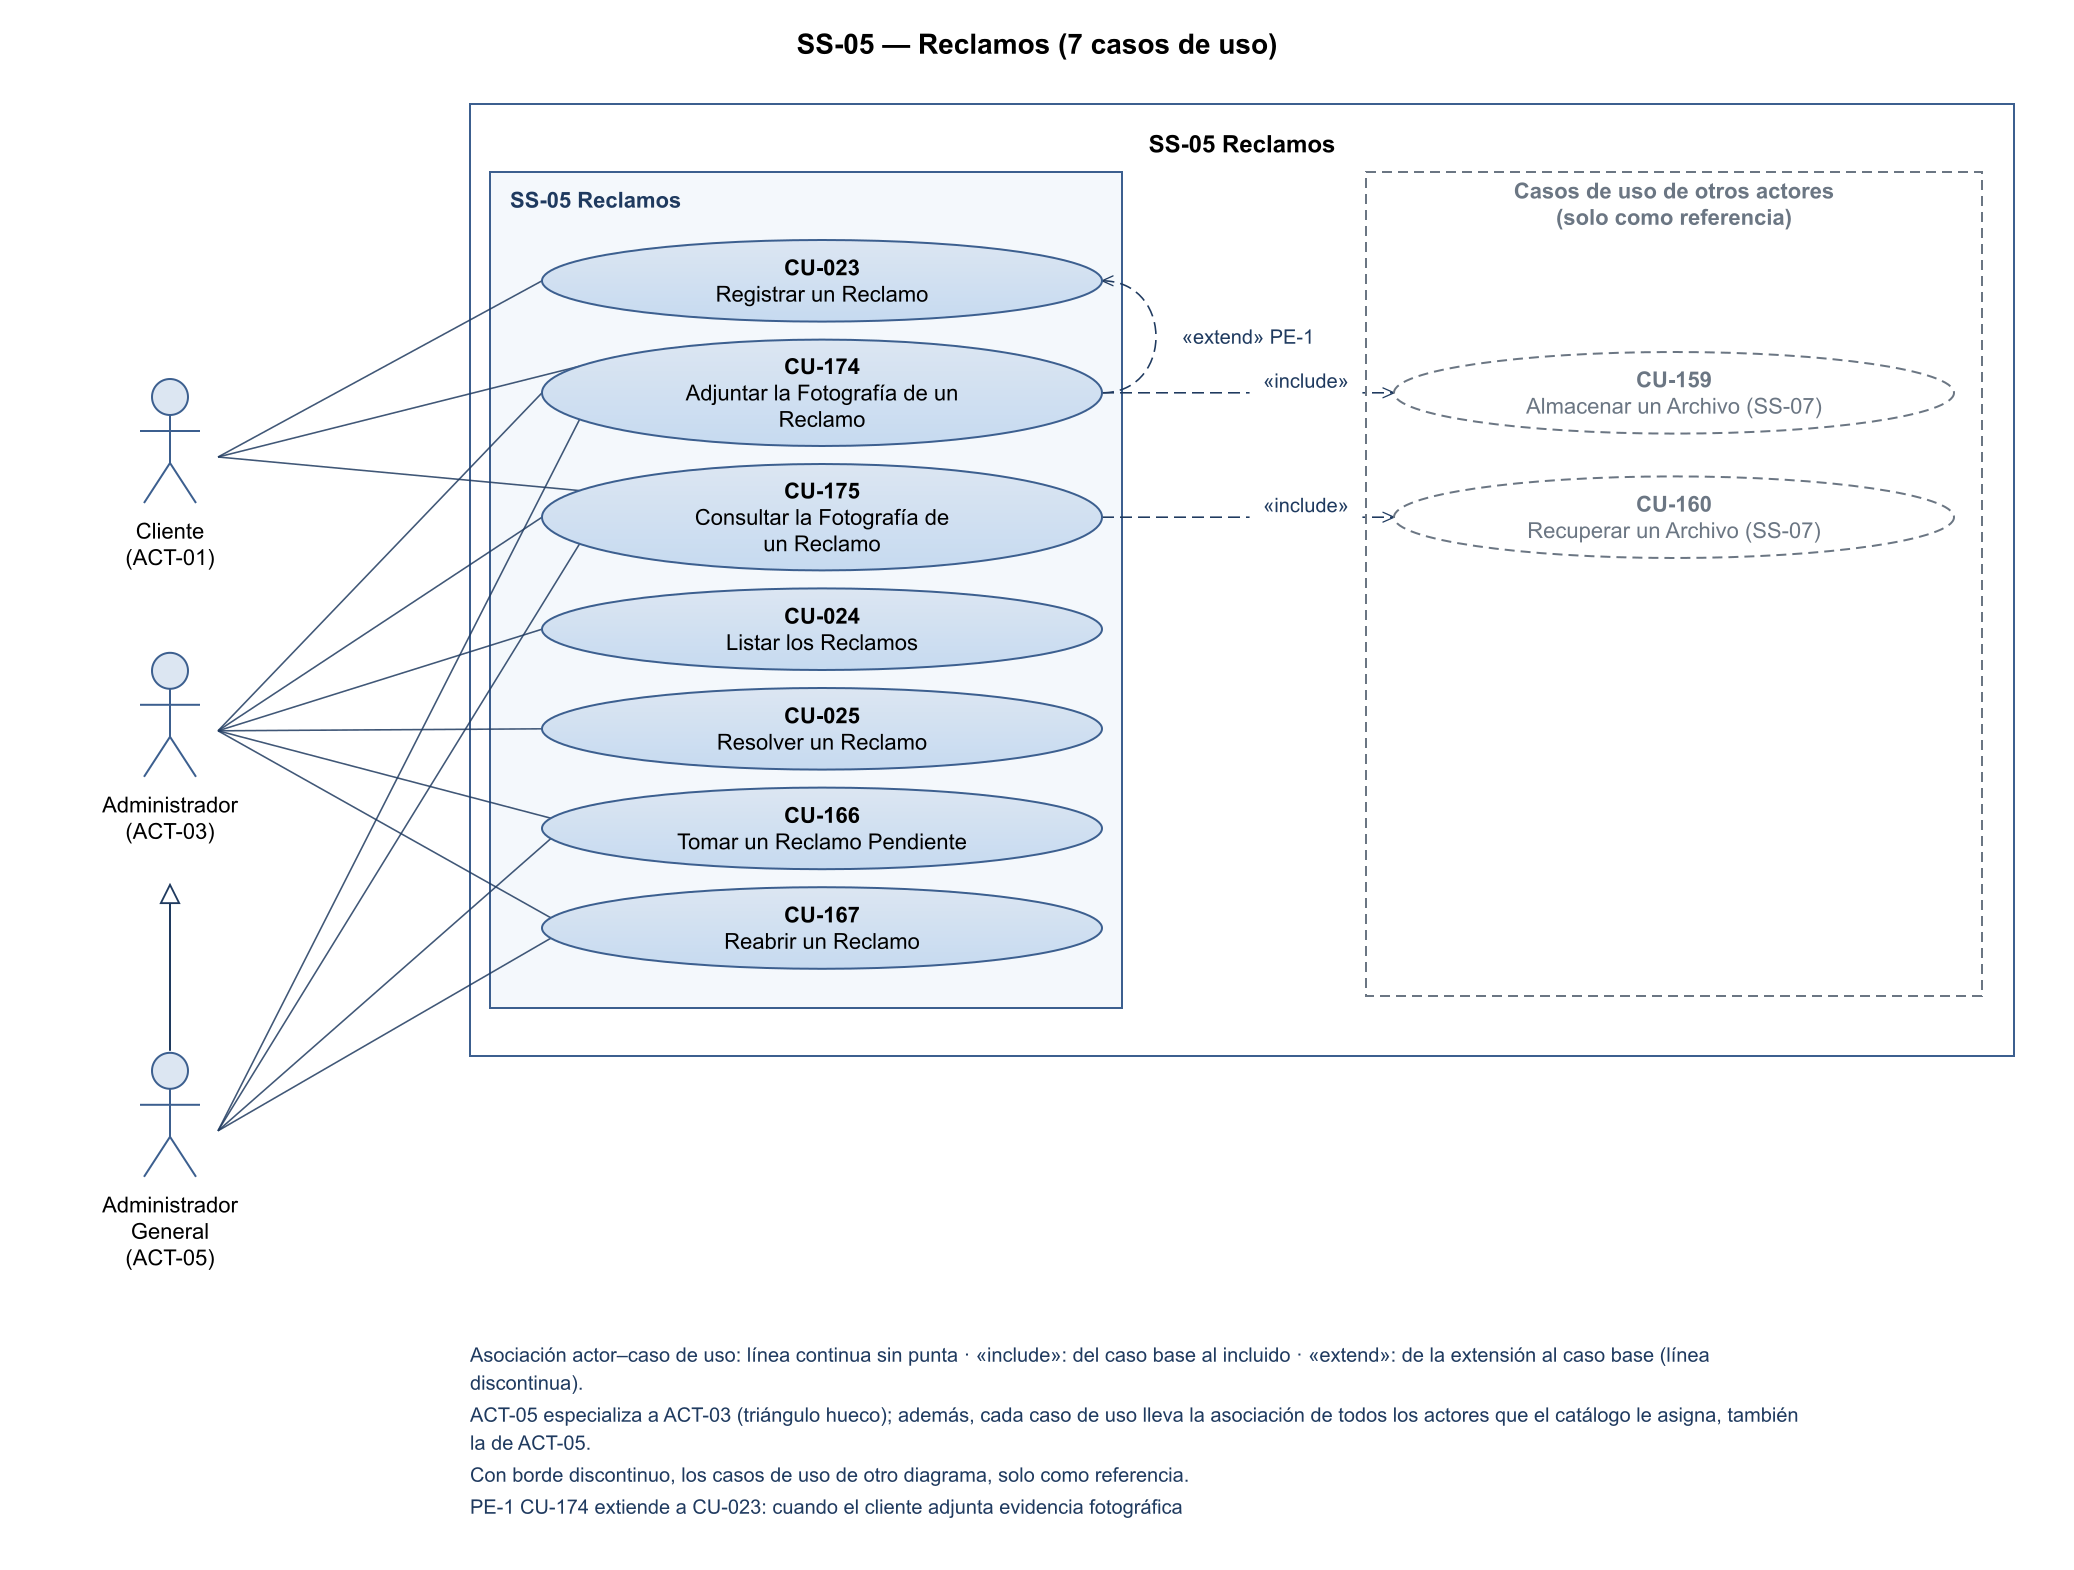 SS-05 — Reclamos (7 casos de uso)
SS-05 Reclamos
SS-05 Reclamos
Casos de uso de otros actores
(solo como referencia)
CU-023
Registrar un Reclamo
«extend» PE-1
CU-174
Adjuntar la Fotografía de un
Reclamo
«include»
CU-159
Almacenar un Archivo (SS-07)
CU-175
Consultar la Fotografía de
un Reclamo
«include»
CU-160
Recuperar un Archivo (SS-07)
Cliente
(ACT-01)
CU-024
Listar los Reclamos
CU-025
Resolver un Reclamo
Administrador
(ACT-03)
CU-166
Tomar un Reclamo Pendiente
CU-167
Reabrir un Reclamo
Administrador
General
(ACT-05)
Asociación actor–caso de uso: línea continua sin punta · «include»: del caso base al incluido · «extend»: de la extensión al caso base (línea
discontinua).
ACT-05 especializa a ACT-03 (triángulo hueco); además, cada caso de uso lleva la asociación de todos los actores que el catálogo le asigna, también
la de ACT-05.
Con borde discontinuo, los casos de uso de otro diagrama, solo como referencia.
PE-1 CU-174 extiende a CU-023: cuando el cliente adjunta evidencia fotográfica